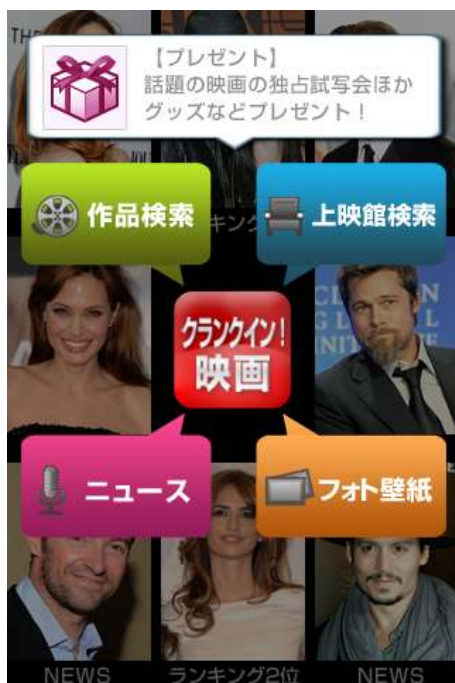 【プレゼント】
話題の映画の独占試写会ほか
グッズなどプレゼント!
作品検索
上映館検索
クランクイン!
映画
ニュース
フォト壁紙
NEWS
ランキング2位
NEWS